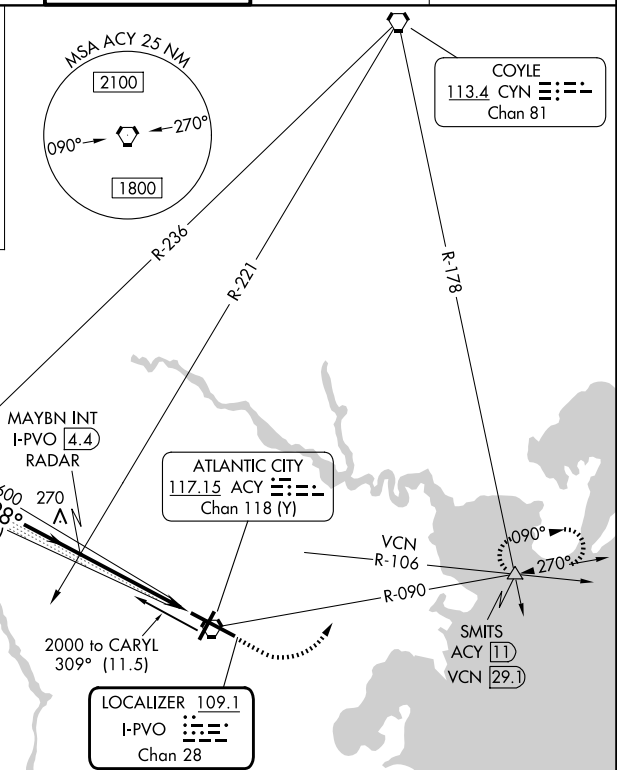 MSA ACY 25 NM
2100
090°
270°
1800
COYLE
113.4 CYN
Chan 81
R-236
R-221
R-178
MAYBN INT
I-PVO 4.4
RADAR
270
ATLANTIC CITY
117.15 ACY
Chan 118 (Y)
VCN
R-106
R-090
090°
270°
SMITS
ACY 11
VCN 29.1
2000 to CARYL
309° (11.5)
LOCALIZER 109.1
I-PVO
Chan 28